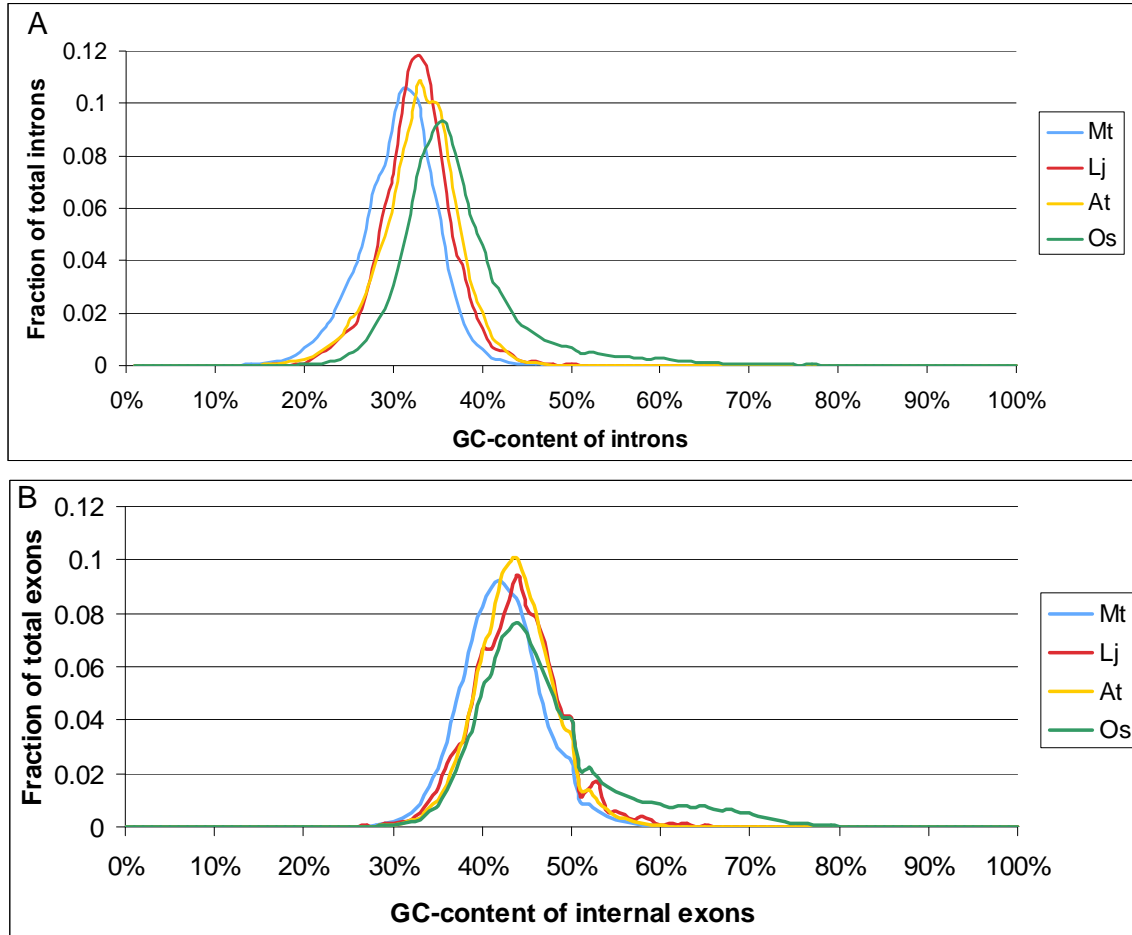 A
Fraction of total introns
0.12
0.1
0.08
0.06
0.04
0.02
0
0% 10% 20% 30% 40% 50% 60% 70% 80% 90% 100%
GC-content of introns
Mt
Lj
At
Os
B
Fraction of total exons
0.12
0.1
0.08
0.06
0.04
0.02
0
0% 10% 20% 30% 40% 50% 60% 70% 80% 90% 100%
GC-content of internal exons
Mt
Lj
At
Os